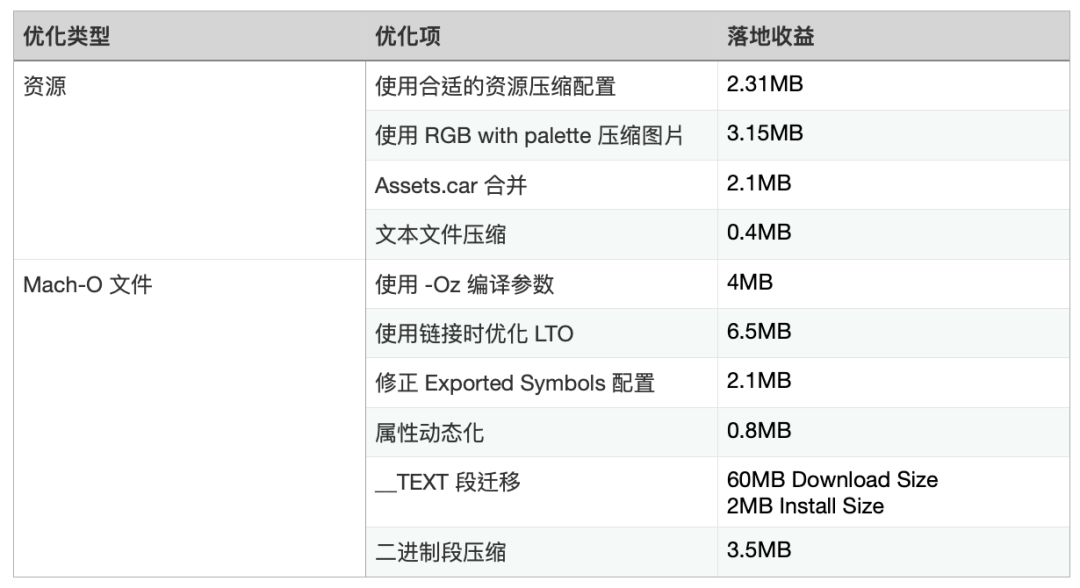 优化类型 优化项 落地收益
资源 使用合适的资源压缩配置 2.31MB
使用 RGB with palette 压缩图片 3.15MB
Assets.car 合并 2.1MB
文本文件压缩 0.4MB
Mach-O 文件 使用 -Oz 编译参数 4MB
使用链接时优化 LTO 6.5MB
修正 Exported Symbols 配置 2.1MB
属性动态化 0.8MB
__TEXT 段迁移 60MB Download Size
2MB Install Size
二进制段压缩 3.5MB